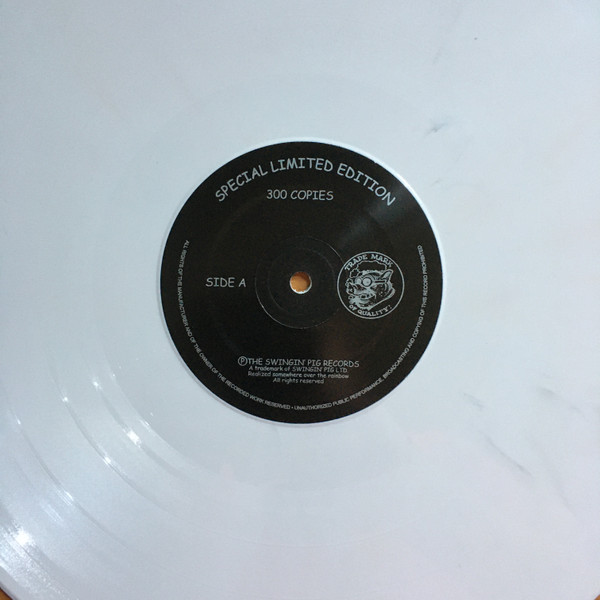 SPECIAL LIMITED EDITION
300 COPIES
SIDE A
TRADE MARK
OF QUALITY!
Ⓟ THE SWINGIN' PIG RECORDS
A trademark of SWINGIN' PIG LTD.
Realized somewhere over the rainbow
All rights reserved
ALL RIGHTS OF THE MANUFACTURER AND OF THE OWNER OF THE RECORDED WORK RESERVED • UNAUTHORIZED PUBLIC PERFORMANCE, BROADCASTING AND COPYING OF THIS RECORD PROHIBITED